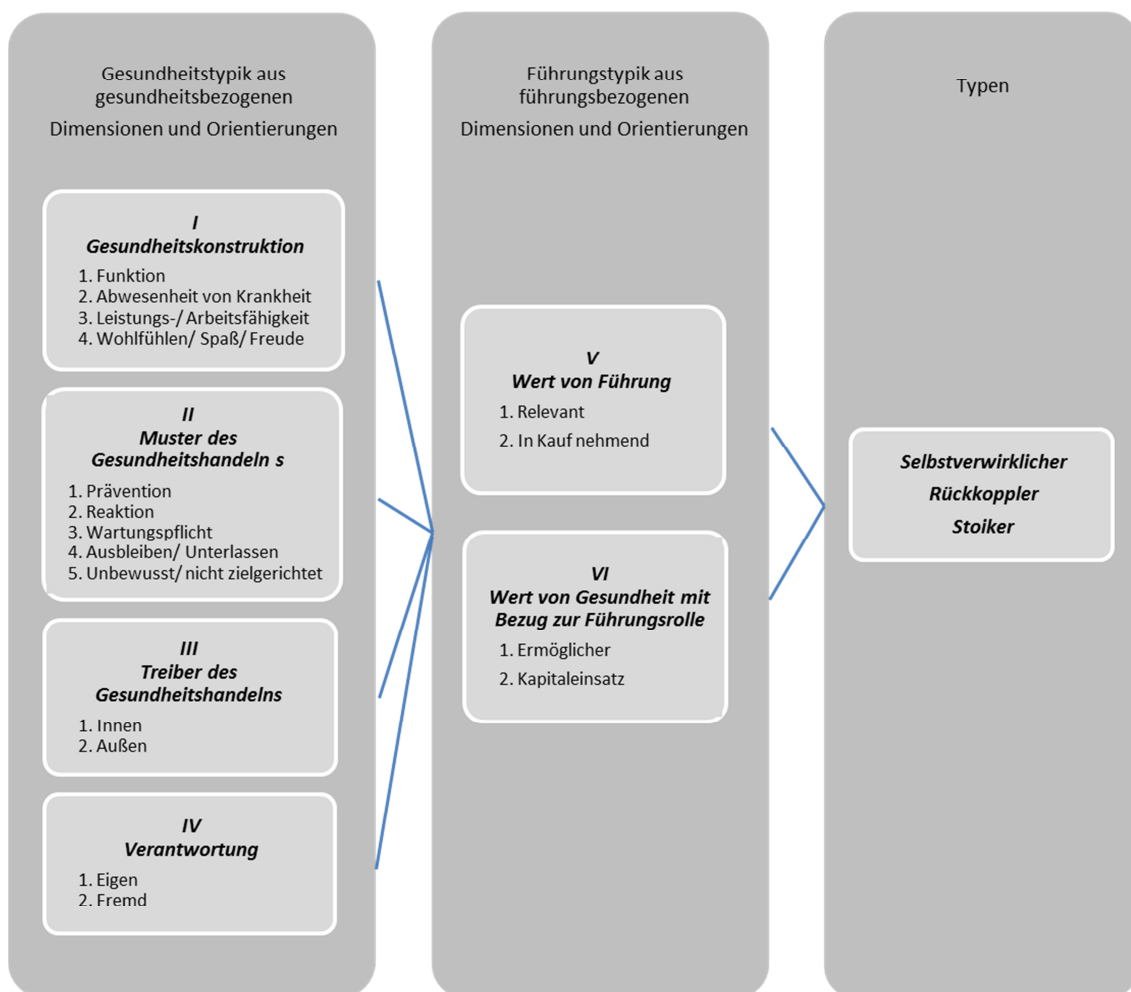 Gesundheitstypik aus
gesundheitsbezogenen
Dimensionen und Orientierungen
I
Gesundheitskonstruktion
1. Funktion
2. Abwesenheit von Krankheit
3. Leistungs-/ Arbeitsfähigkeit
4. Wohlfühlen/ Spaß/ Freude
II
Muster des
Gesundheitshandeln s
1. Prävention
2. Reaktion
3. Wartungspflicht
4. Ausbleiben/ Unterlassen
5. Unbewusst/ nicht zielgerichtet
III
Treiber des
Gesundheitshandelns
1. Innen
2. Außen
IV
Verantwortung
1. Eigen
2. Fremd
Führungstypik aus
führungsbezogenen
Dimensionen und Orientierungen
V
Wert von Führung
1. Relevant
2. In Kauf nehmend
VI
Wert von Gesundheit mit
Bezug zur Führungsrolle
1. Ermöglicher
2. Kapitaleinsatz
Typen
Selbstverwirklicher
Rückkoppler
Stoiker